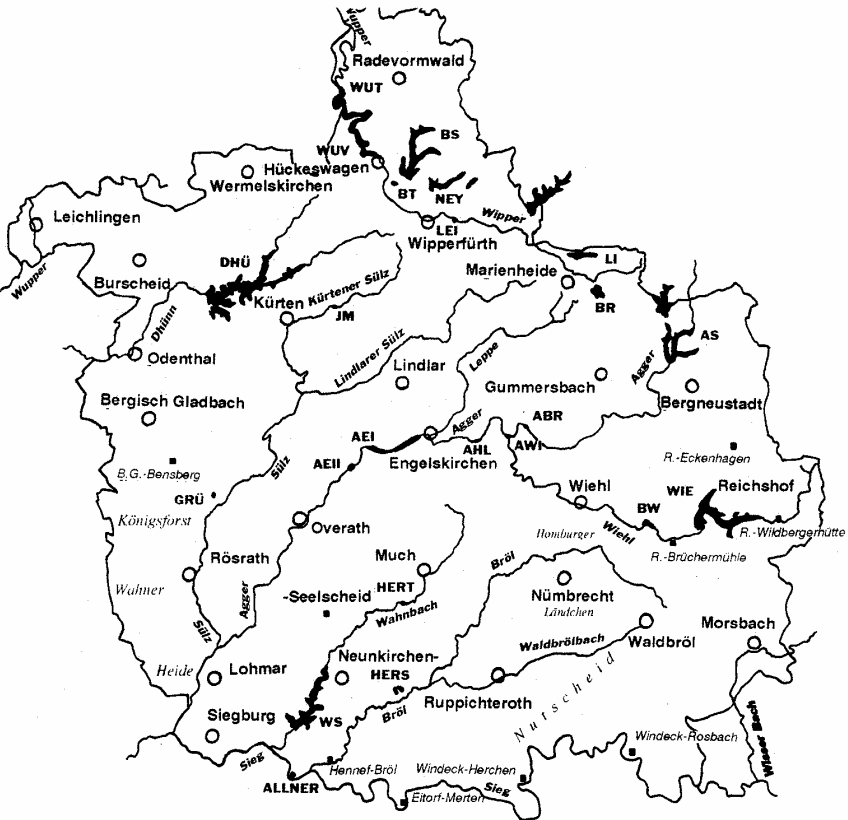 Wupper
Radevormwald
WUT
BS
WUV
Hückeswagen
Wermelskirchen
BT
NEY
Wipper
Leichlingen
LEI
Wipperfürth
DHÜ
LI
Burscheid
Marienheide
Wupper
Kürten
Kürtener Sülz
BR
JM
Dhünn
AS
Lindlarer Sülz
Leppe
Odenthal
Lindlar
Agger
Gummersbach
Bergneustadt
Bergisch Gladbach
ABR
Agger
AEI
AHL
AWI
R.-Eckenhagen
AEII
Engelskirchen
B.G.-Bensberg
Sülz
Wiehl
WIE
Reichshof
GRÜ
BW
Königsforst
Overath
Homburger
Wiehl
R.-Wildbergerhütte
R.-Brüchermühle
Much
Rösrath
Bröl
HERT
Nümbrecht
Wahner
Agger
-Seelscheid
Ländchen
Wahnbach
Sülz
Waldbrölbach
Waldbröl
Morsbach
Heide
Lohmar
Neunkirchen-
HERS
Ruppichteroth
Nutscheid
Siegburg
WS
Bröl
Wisser Bach
Windeck-Rosbach
Sieg
Hennef-Bröl
Windeck-Herchen
ALLNER
Sieg
Eitorf-Merten